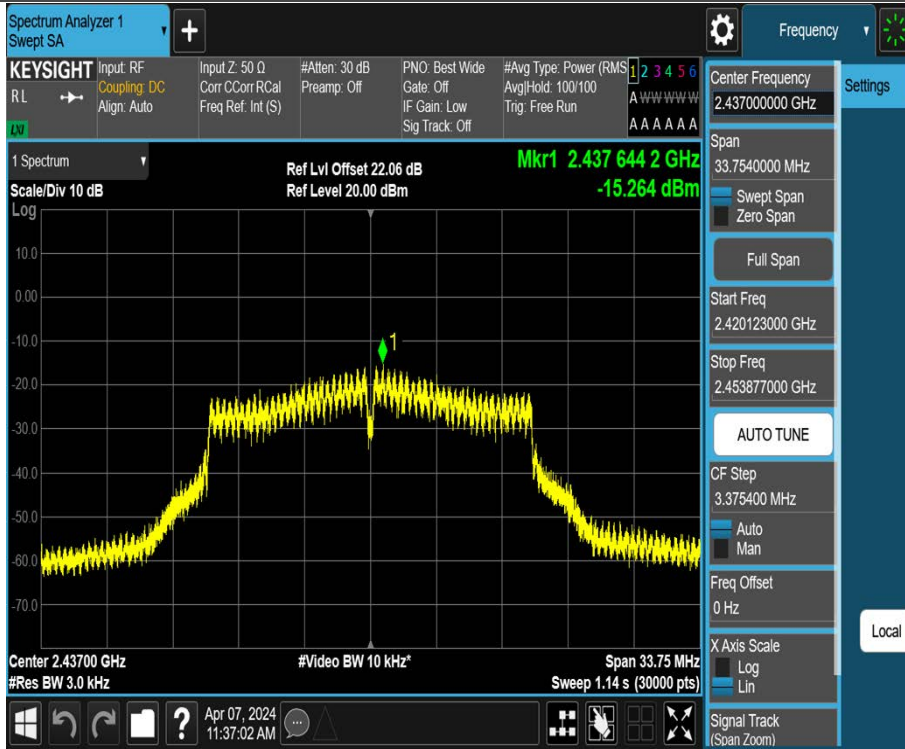 Spectrum Analyzer 1
Swept SA
+
Frequency
KEYSIGHT
R L
LXI
Input: RF
Coupling: DC
Align: Auto
Input Z: 50 Ω
Corr CCorr RCal
Freq Ref: Int (S)
#Atten: 30 dB
Preamp: Off
PNO: Best Wide
Gate: Off
IF Gain: Low
Sig Track: Off
#Avg Type: Power (RMS
Avg|Hold: 100/100
Trig: Free Run
1 2 3 4 5 6
A W W W W W
A A A A A A
1 Spectrum
Scale/Div 10 dB
Log
Ref Lvl Offset 22.06 dB
Ref Level 20.00 dBm
Mkr1 2.437 644 2 GHz
-15.264 dBm
10.0
0.00
-10.0
-20.0
-30.0
-40.0
-50.0
-60.0
-70.0
1
Center 2.43700 GHz
#Res BW 3.0 kHz
#Video BW 10 kHz*
Span 33.75 MHz
Sweep 1.14 s (30000 pts)
Center Frequency
2.437000000 GHz
Span
33.7540000 MHz
Swept Span
Zero Span
Full Span
Start Freq
2.420123000 GHz
Stop Freq
2.453877000 GHz
AUTO TUNE
CF Step
3.375400 MHz
Auto
Man
Freq Offset
0 Hz
X Axis Scale
Log
Lin
Signal Track
(Span Zoom)
Settings
Local
?
Apr 07, 2024
11:37:02 AM